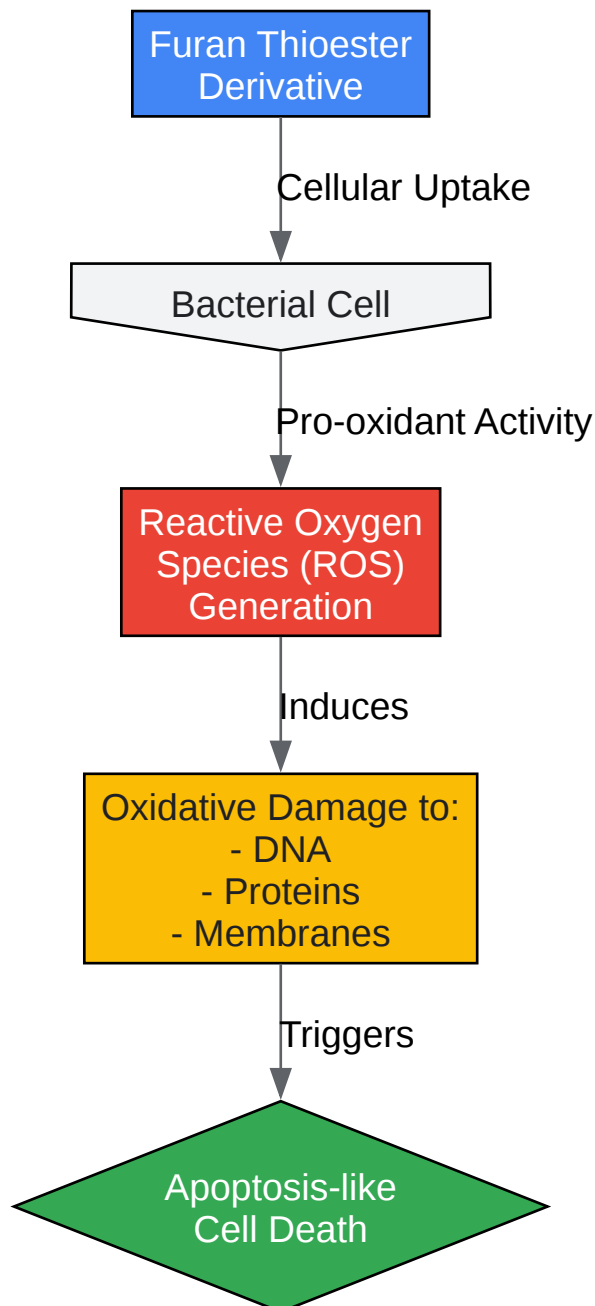 Furan Thioester
Derivative
Cellular Uptake
Bacterial Cell
Pro-oxidant Activity
Reactive Oxygen
Species (ROS)
Generation
Induces
Oxidative Damage to:
- DNA
- Proteins
- Membranes
Triggers
Apoptosis-like
Cell Death